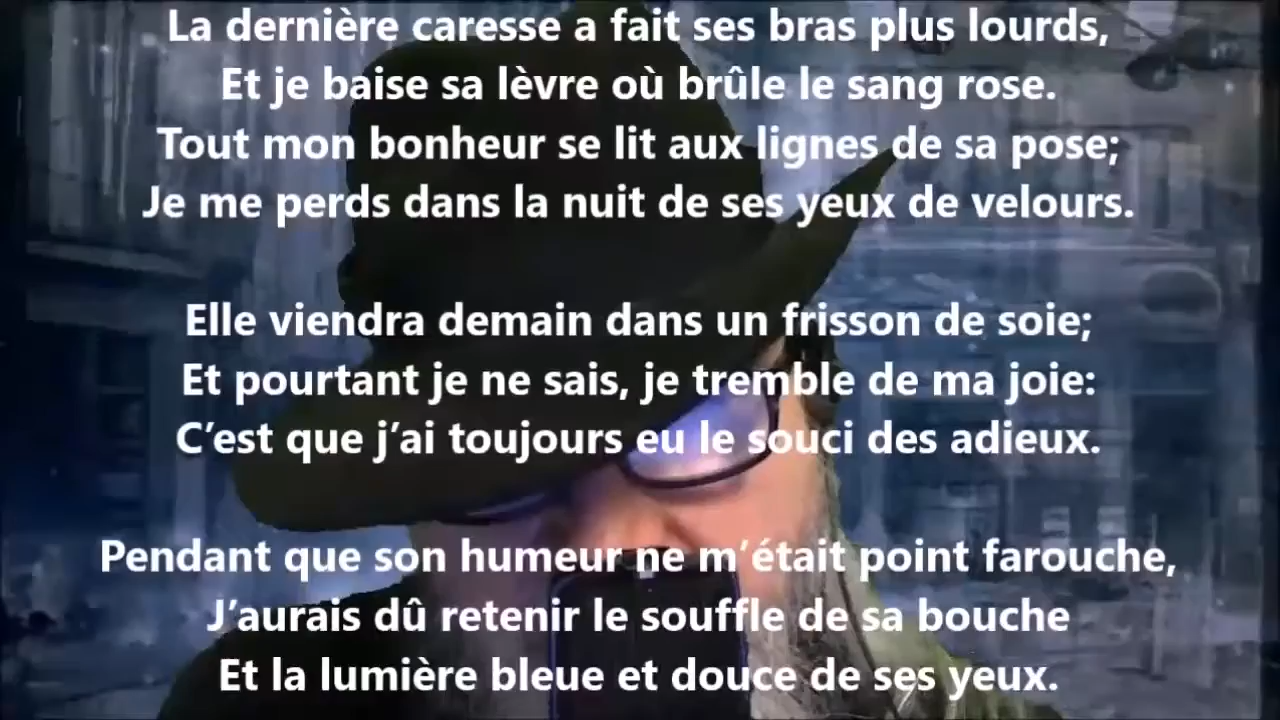 La dernière caresse a fait ses bras plus lourds,
Et je baise sa lèvre où brûle le sang rose.
Tout mon bonheur se lit aux lignes de sa pose;
Je me perds dans la nuit de ses yeux de velours.
Elle viendra demain dans un frisson de soie;
Et pourtant je ne sais, je tremble de ma joie:
C’est que j’ai toujours eu le souci des adieux.
Pendant que son humeur ne m’était point farouche,
J’aurais dû retenir le souffle de sa bouche
Et la lumière bleue et douce de ses yeux.